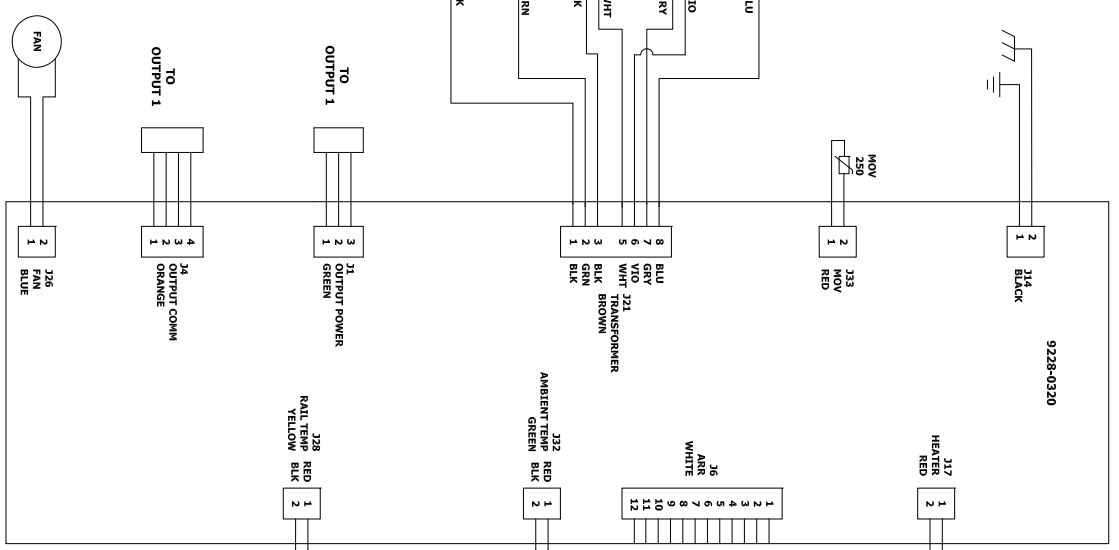 K
RN
K
WHT
RY
IO
LU
FAN
TO
OUTPUT 1
TO
OUTPUT 1
MOV
250
2
1
J26
FAN
BLUE
4
3
2
1
J4
OUTPUT COMM
ORANGE
3
2
1
J1
OUTPUT POWER
GREEN
8
7
6
5
3
2
1
BLU
GRY
VIO
WHT
BLK
GRN
BLK
J21
TRANSFORMER
BROWN
2
1
J33
MOV
RED
2
1
J14
BLACK
9228-0320
J28
RAIL TEMP RED
YELLOW BLK
1
2
J32
AMBIENT TEMP RED
GREEN BLK
1
2
J6
ARR
WHITE
1
2
3
4
5
6
7
8
9
10
11
12
J17
HEATER
RED
1
2